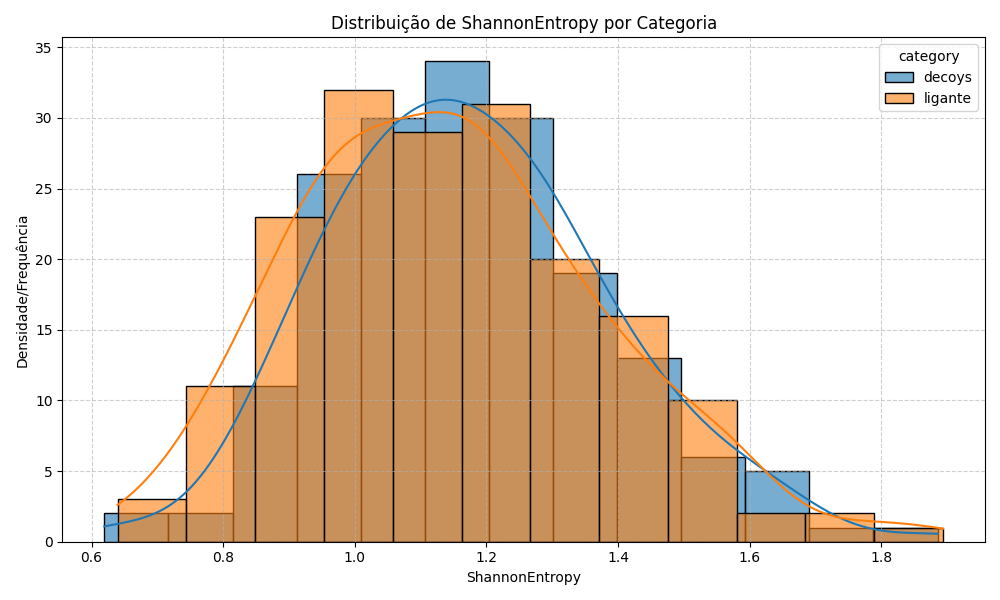 Distribuição de ShannonEntropy por Categoria
category
decoys
ligante
Densidade/Frequência
35
30
25
20
15
10
5
0
0.6 0.8 1.0 1.2 1.4 1.6 1.8
ShannonEntropy